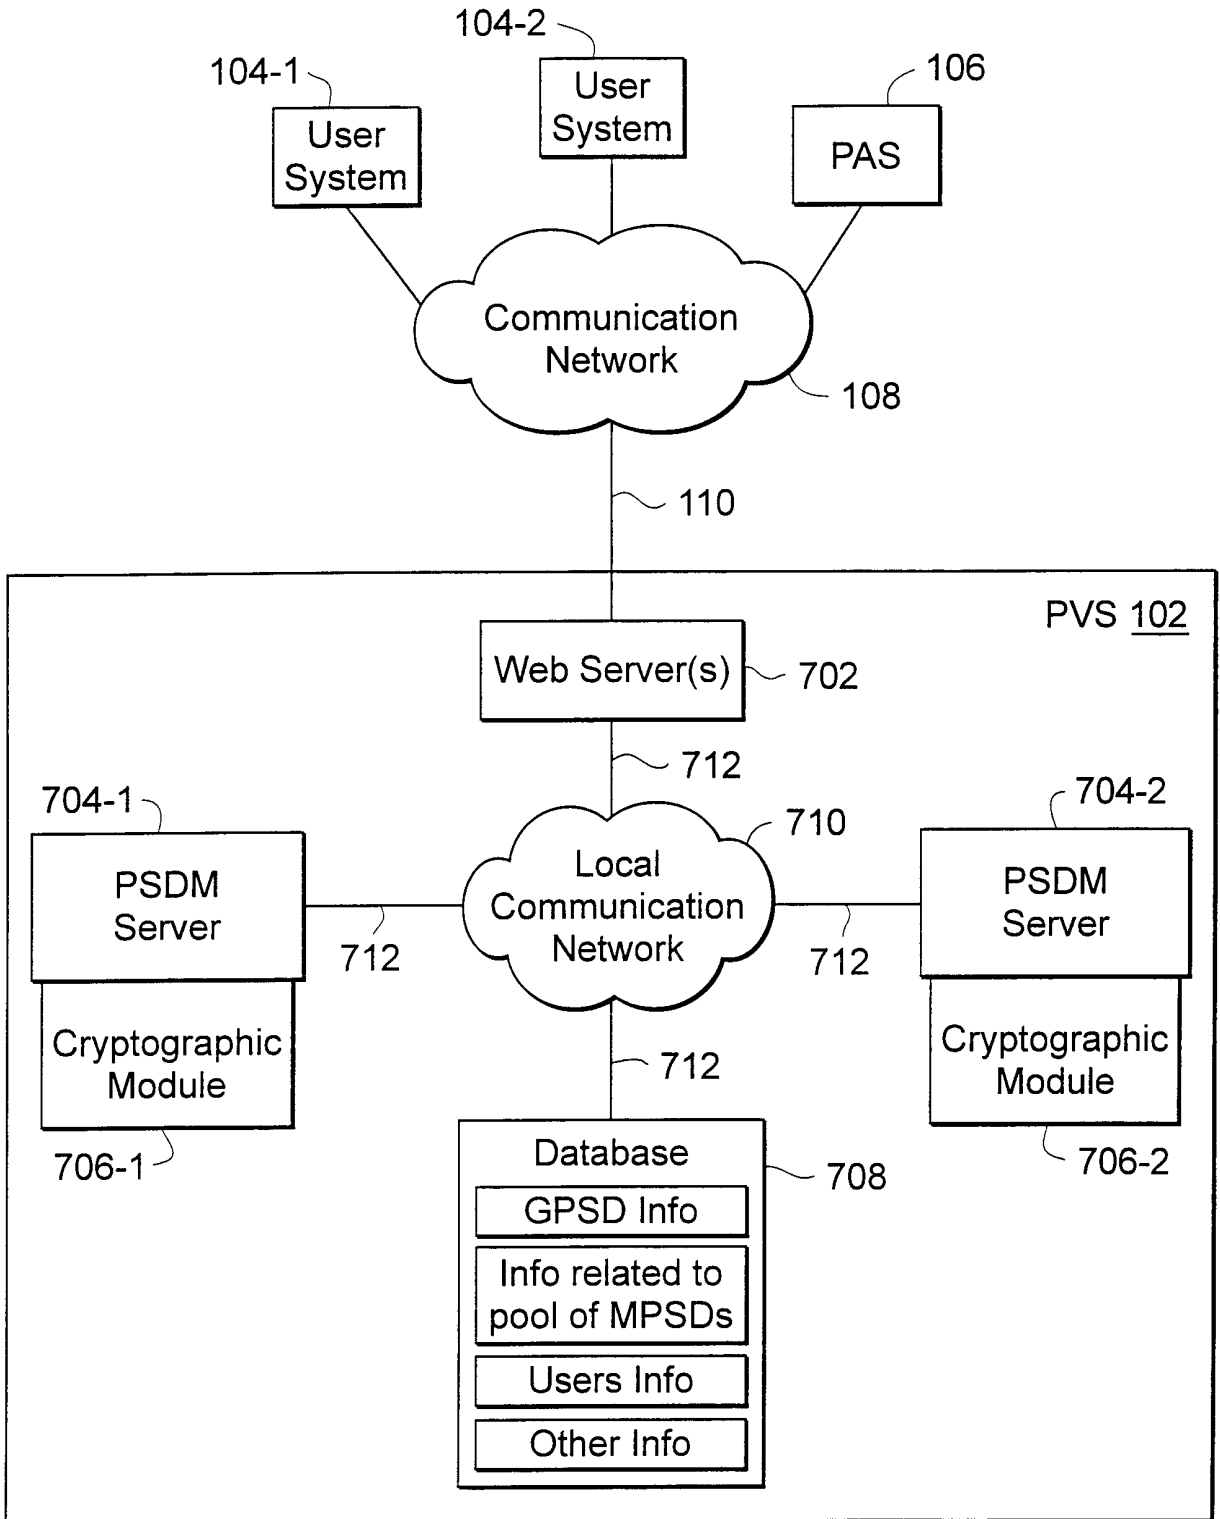 104-2
104-1
106
User
System
User
System
PAS
Communication
Network
108
110
PVS 102
Web Server(s)
702
712
704-1
704-2
710
PSDM
Server
Local
Communication
Network
PSDM
Server
712
712
Cryptographic
Module
Cryptographic
Module
712
706-1
706-2
Database
708
GPSD Info
Info related to
pool of MPSDs
Users Info
Other Info